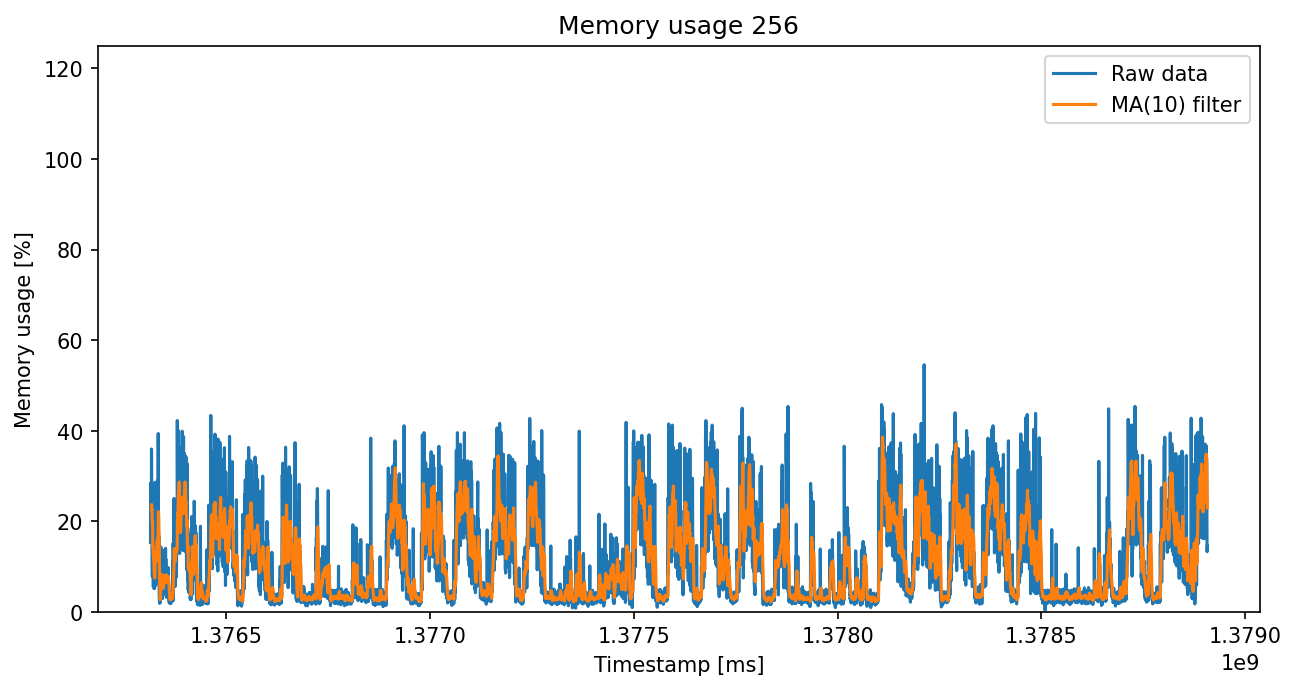 Memory usage 256
Raw data
MA(10) filter
Memory usage [%]
120
100
80
60
40
20
0
1.3765 1.3770 1.3775 1.3780 1.3785 1.3790
1e9
Timestamp [ms]